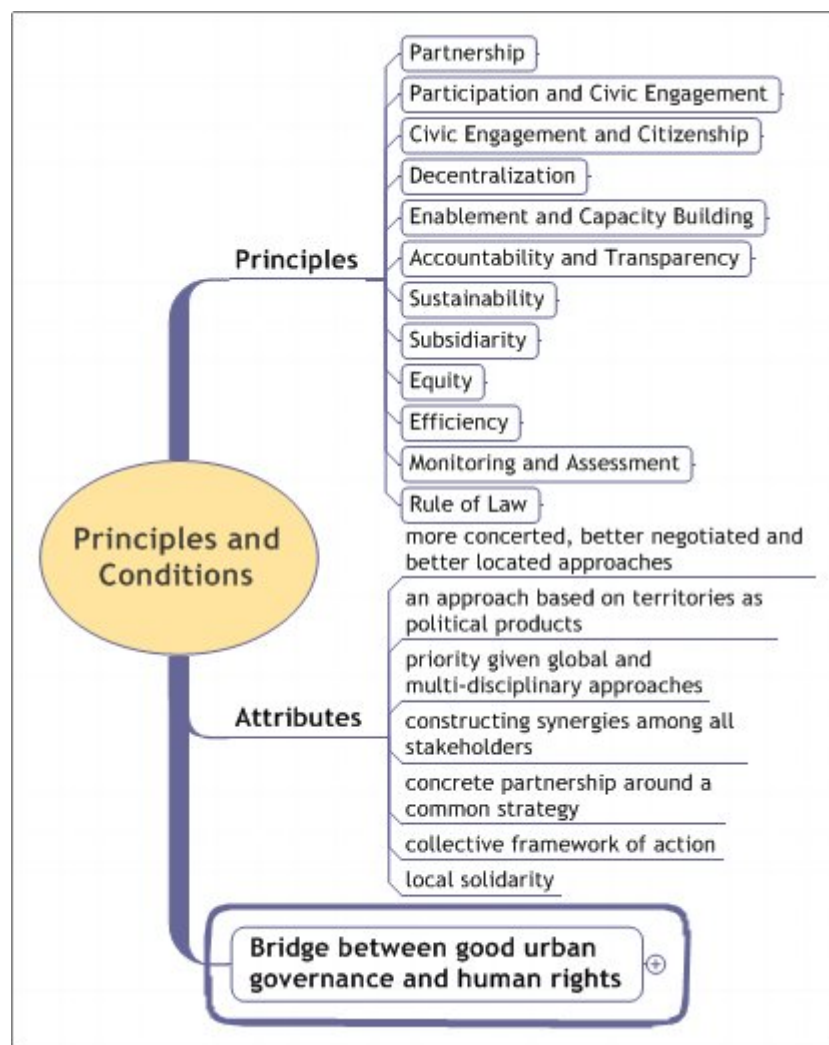 Partnership
Participation and Civic Engagement
Civic Engagement and Citizenship
Decentralization
Enablement and Capacity Building
Principles
Accountability and Transparency
Sustainability
Subsidiarity
Equity
Efficiency
Monitoring and Assessment
Rule of Law
Principles and
Conditions
more concerted, better negotiated and
better located approaches
an approach based on territories as
political products
priority given global and
multi-disciplinary approaches
Attributes
constructing synergies among all
stakeholders
concrete partnership around a
common strategy
collective framework of action
local solidarity
Bridge between good urban
governance and human rights